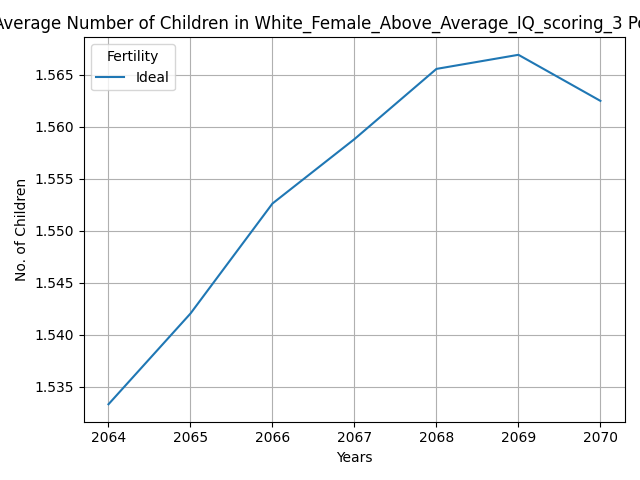 Average Number of Children in White_Female_Above_Average_IQ_scoring_3
Fertility
Ideal
No. of Children
1.565
1.560
1.555
1.550
1.545
1.540
1.535
2064 2065 2066 2067 2068 2069 2070
Years